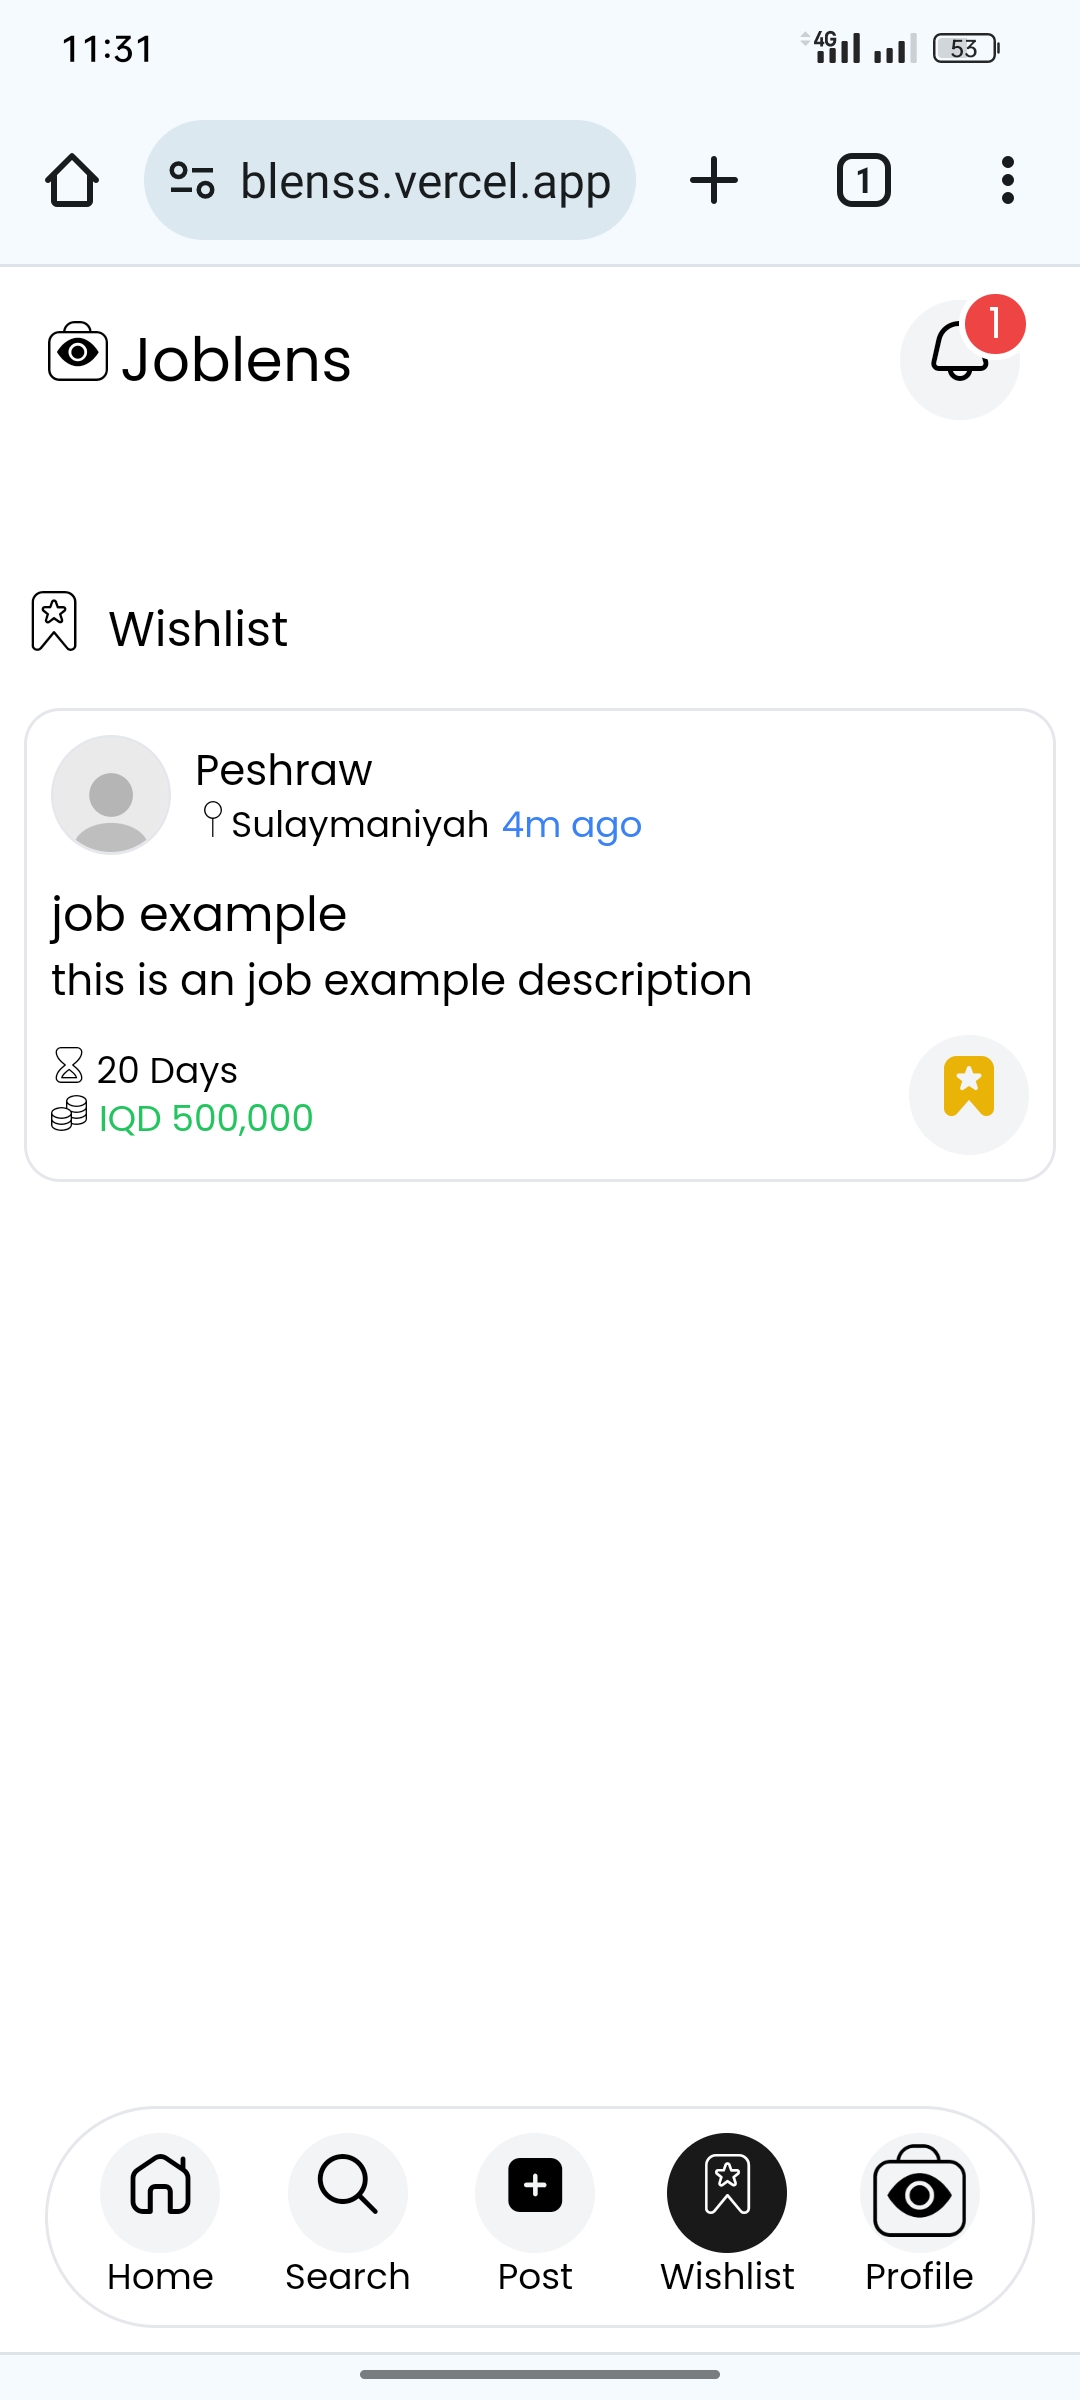 11:31
4G
53
blenss.vercel.app
1
Joblens
1
Wishlist
Peshraw
Sulaymaniyah 4m ago
job example
this is an job example description
20 Days
IQD 500,000
Home Search Post Wishlist Profile